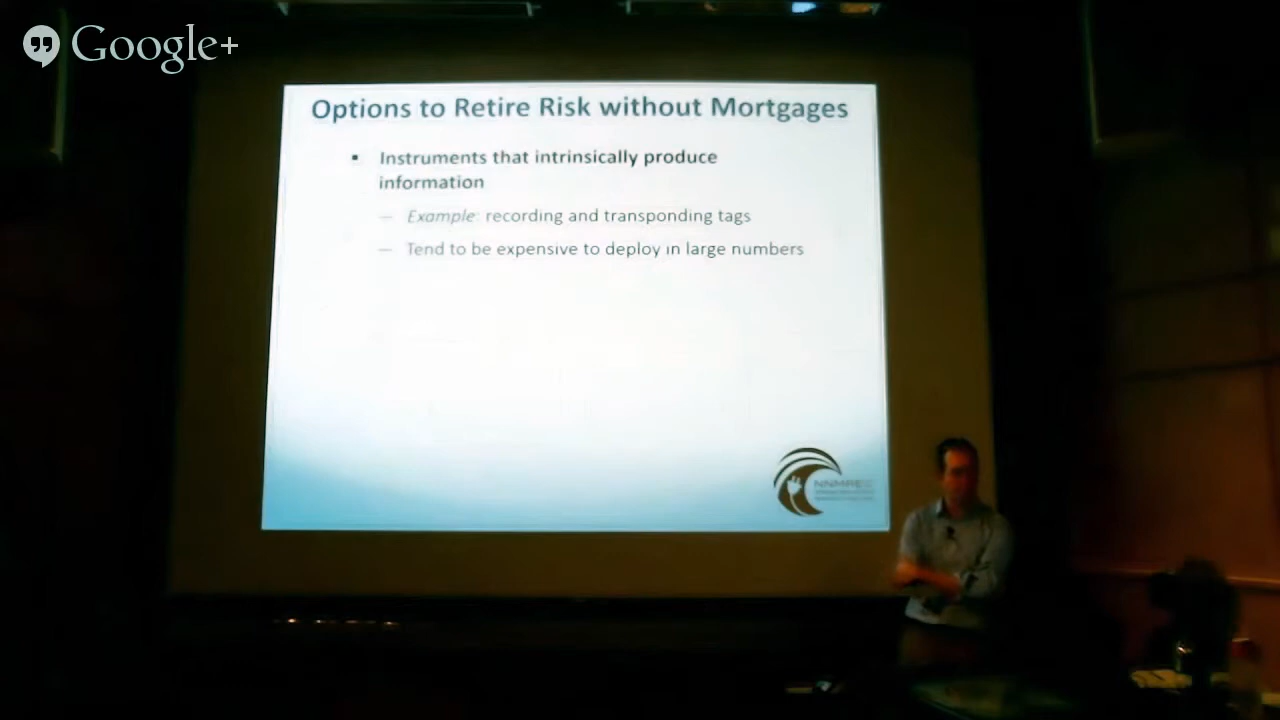 Google+
Options to Retire Risk without Mortgages
▪ Instruments that intrinsically produce
information
– Example: recording and transponding tags
– Tend to be expensive to deploy in large numbers
NNMREC